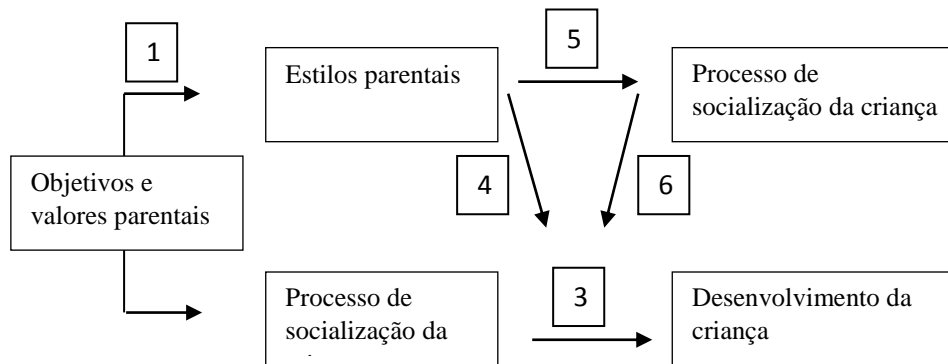 1
5
Estilos parentais
Processo de
socialização da criança
Objetivos e
valores parentais
4
6
Processo de
socialização da
3
Desenvolvimento da
criança